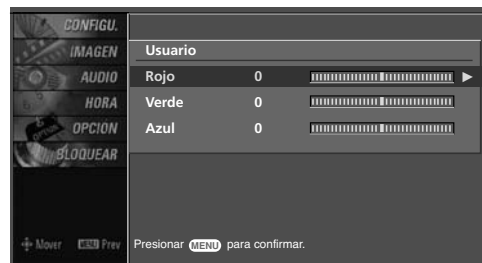 CONFIGU.
IMAGEN
AUDIO
HORA
OPCIÓN
BLOQUEAR
Mover MENU Prev
Usuario
Rojo 0
Verde 0
Azul 0
Presionar MENU para confirmar.